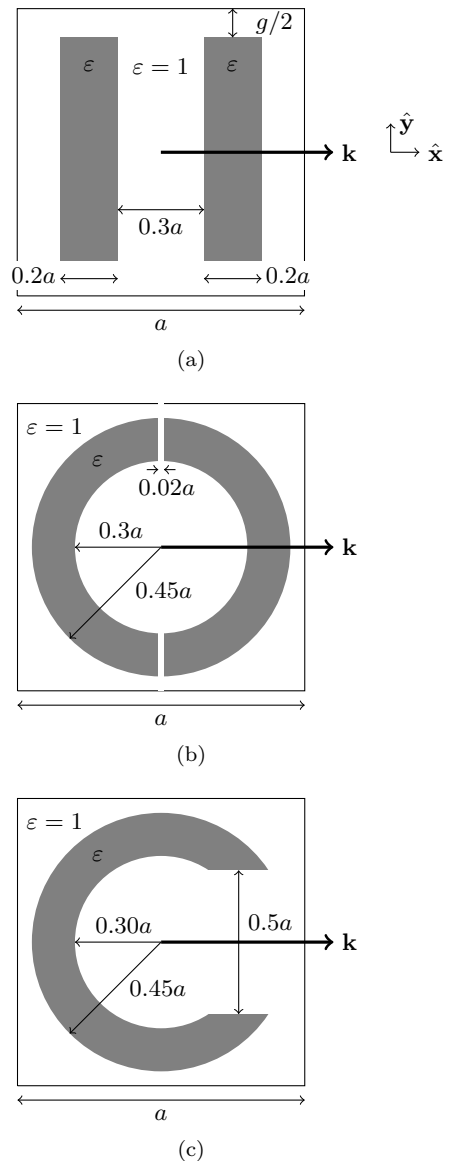 g/2
ε ε = 1 ε
ŷ
x̂
k
0.3a
0.2a 0.2a
a
(a)
ε = 1
ε
0.02a
0.3a
k
0.45a
a
(b)
ε = 1
ε
0.30a 0.5a
k
0.45a
a
(c)